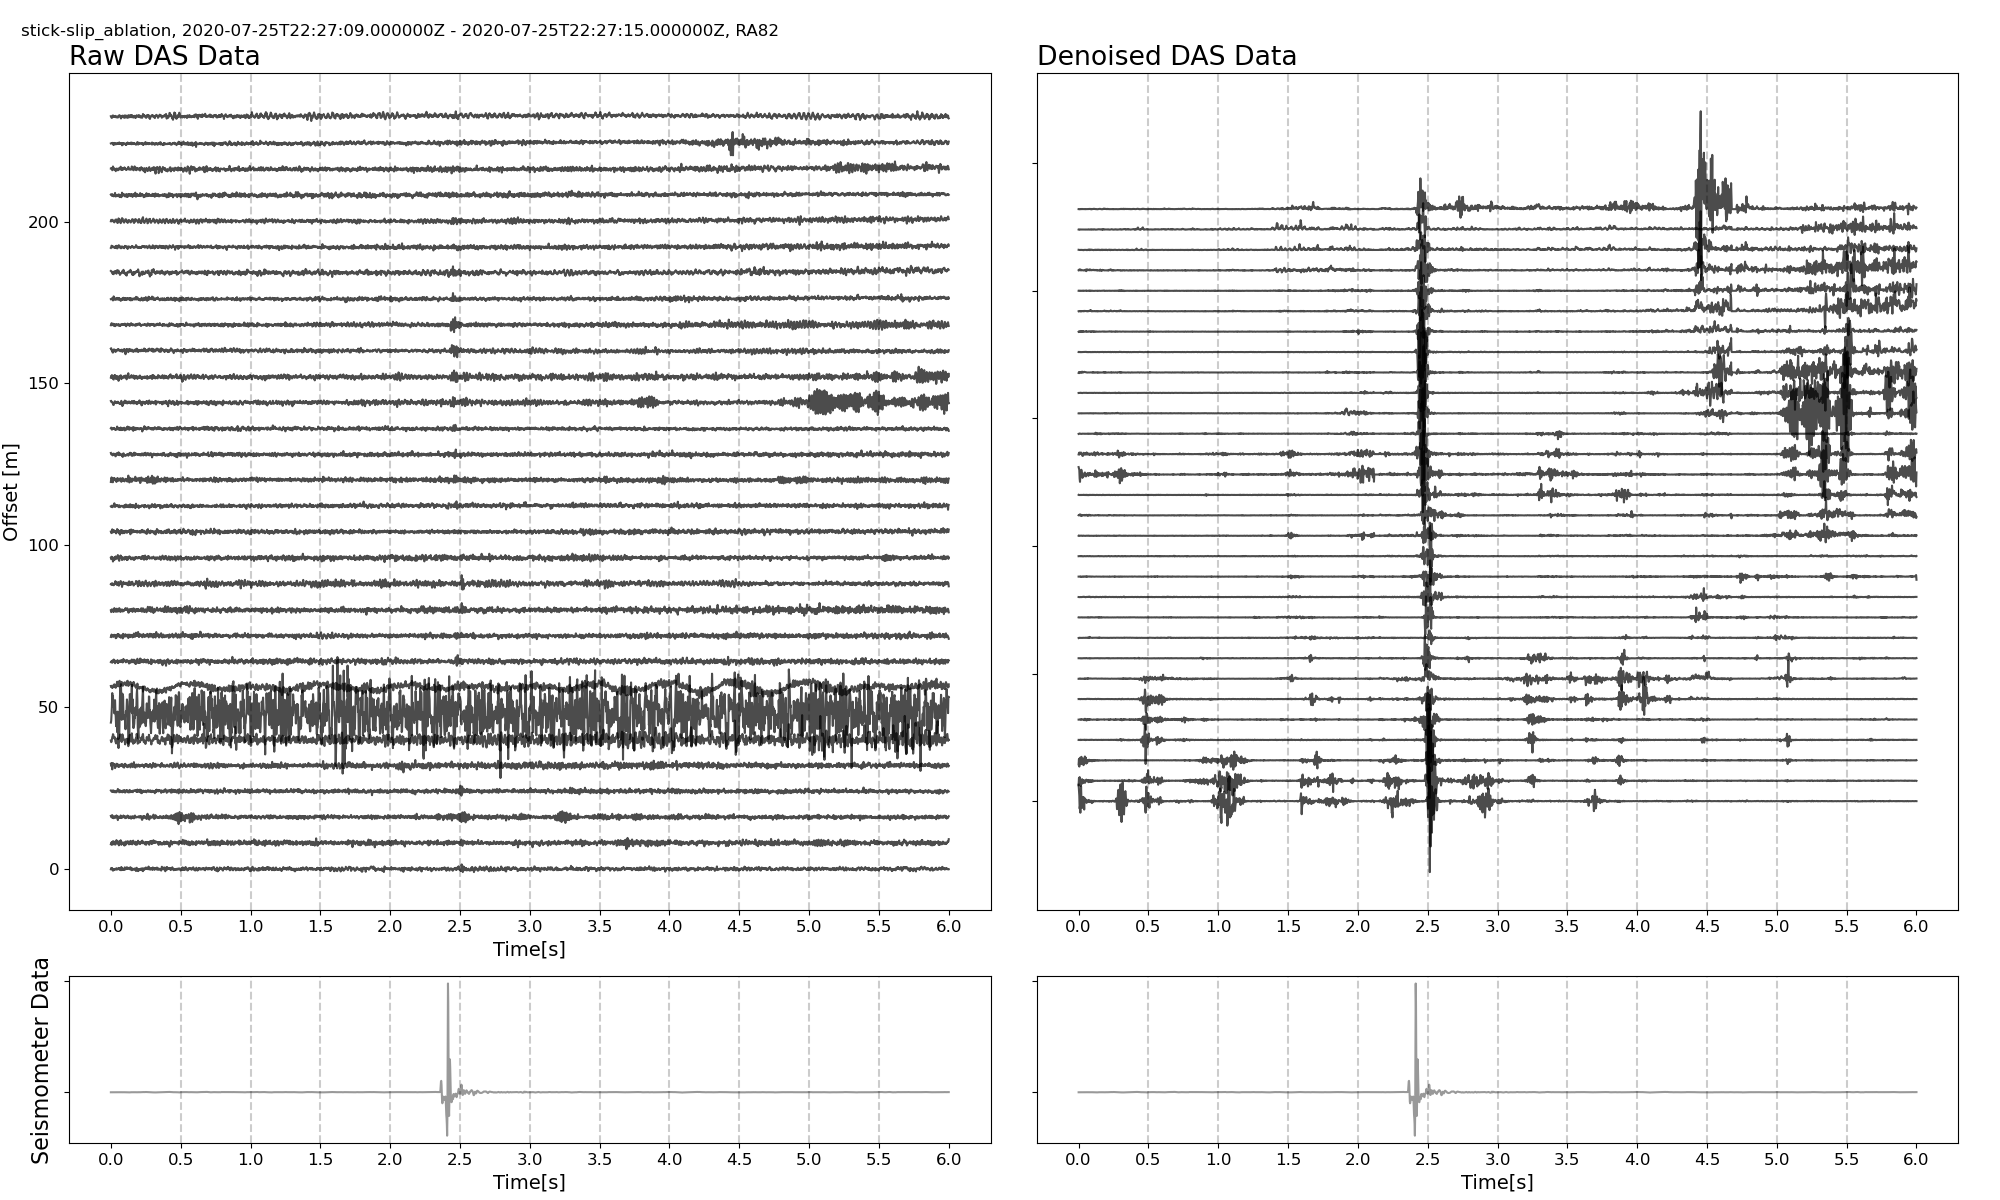 stick-slip_ablation, 2020-07-25T22:27:09.000000Z - 2020-07-25T22:27:15.000000Z, RA82
Raw DAS Data
Denoised DAS Data
Offset [m]
200
150
100
50
0
0.0 0.5 1.0 1.5 2.0 2.5 3.0 3.5 4.0 4.5 5.0 5.5 6.0
Time[s]
0.0 0.5 1.0 1.5 2.0 2.5 3.0 3.5 4.0 4.5 5.0 5.5 6.0
Seismometer Data
0.0 0.5 1.0 1.5 2.0 2.5 3.0 3.5 4.0 4.5 5.0 5.5 6.0
Time[s]
0.0 0.5 1.0 1.5 2.0 2.5 3.0 3.5 4.0 4.5 5.0 5.5 6.0
Time[s]